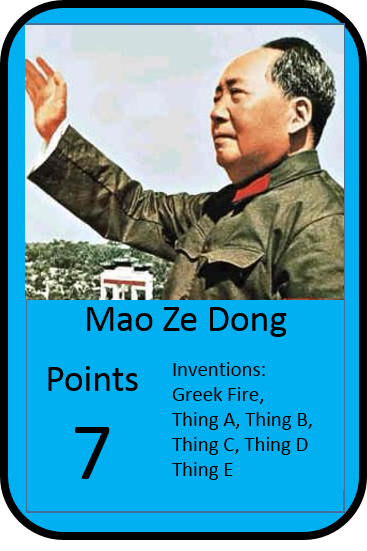 Mao Ze Dong
Points
7
Inventions:
Greek Fire,
Thing A, Thing B,
Thing C, Thing D
Thing E